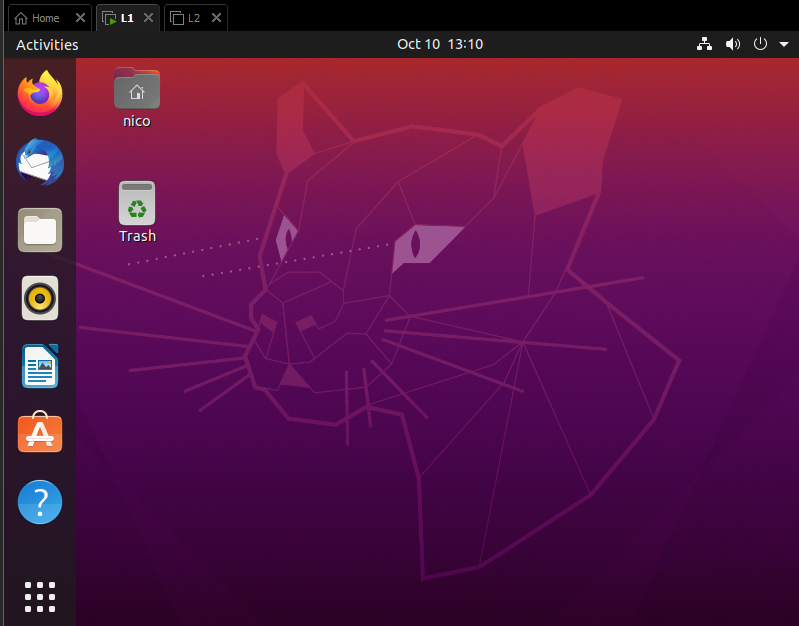 Home
L1
L2
Activities
Oct 10 13:10
nico
Trash